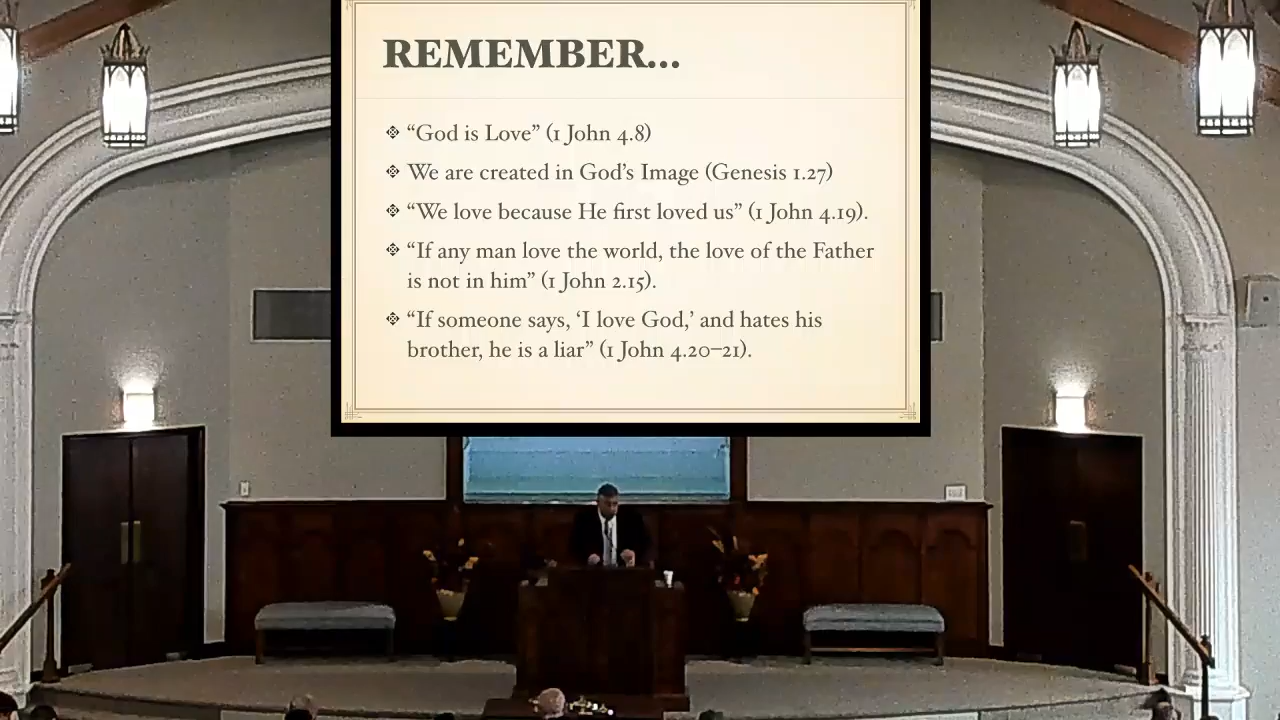 REMEMBER...
“God is Love” (1 John 4.8)
We are created in God’s Image (Genesis 1.27)
“We love because He first loved us” (1 John 4.19).
“If any man love the world, the love of the Father
is not in him” (1 John 2.15).
“If someone says, ‘I love God,’ and hates his
brother, he is a liar” (1 John 4.20–21).